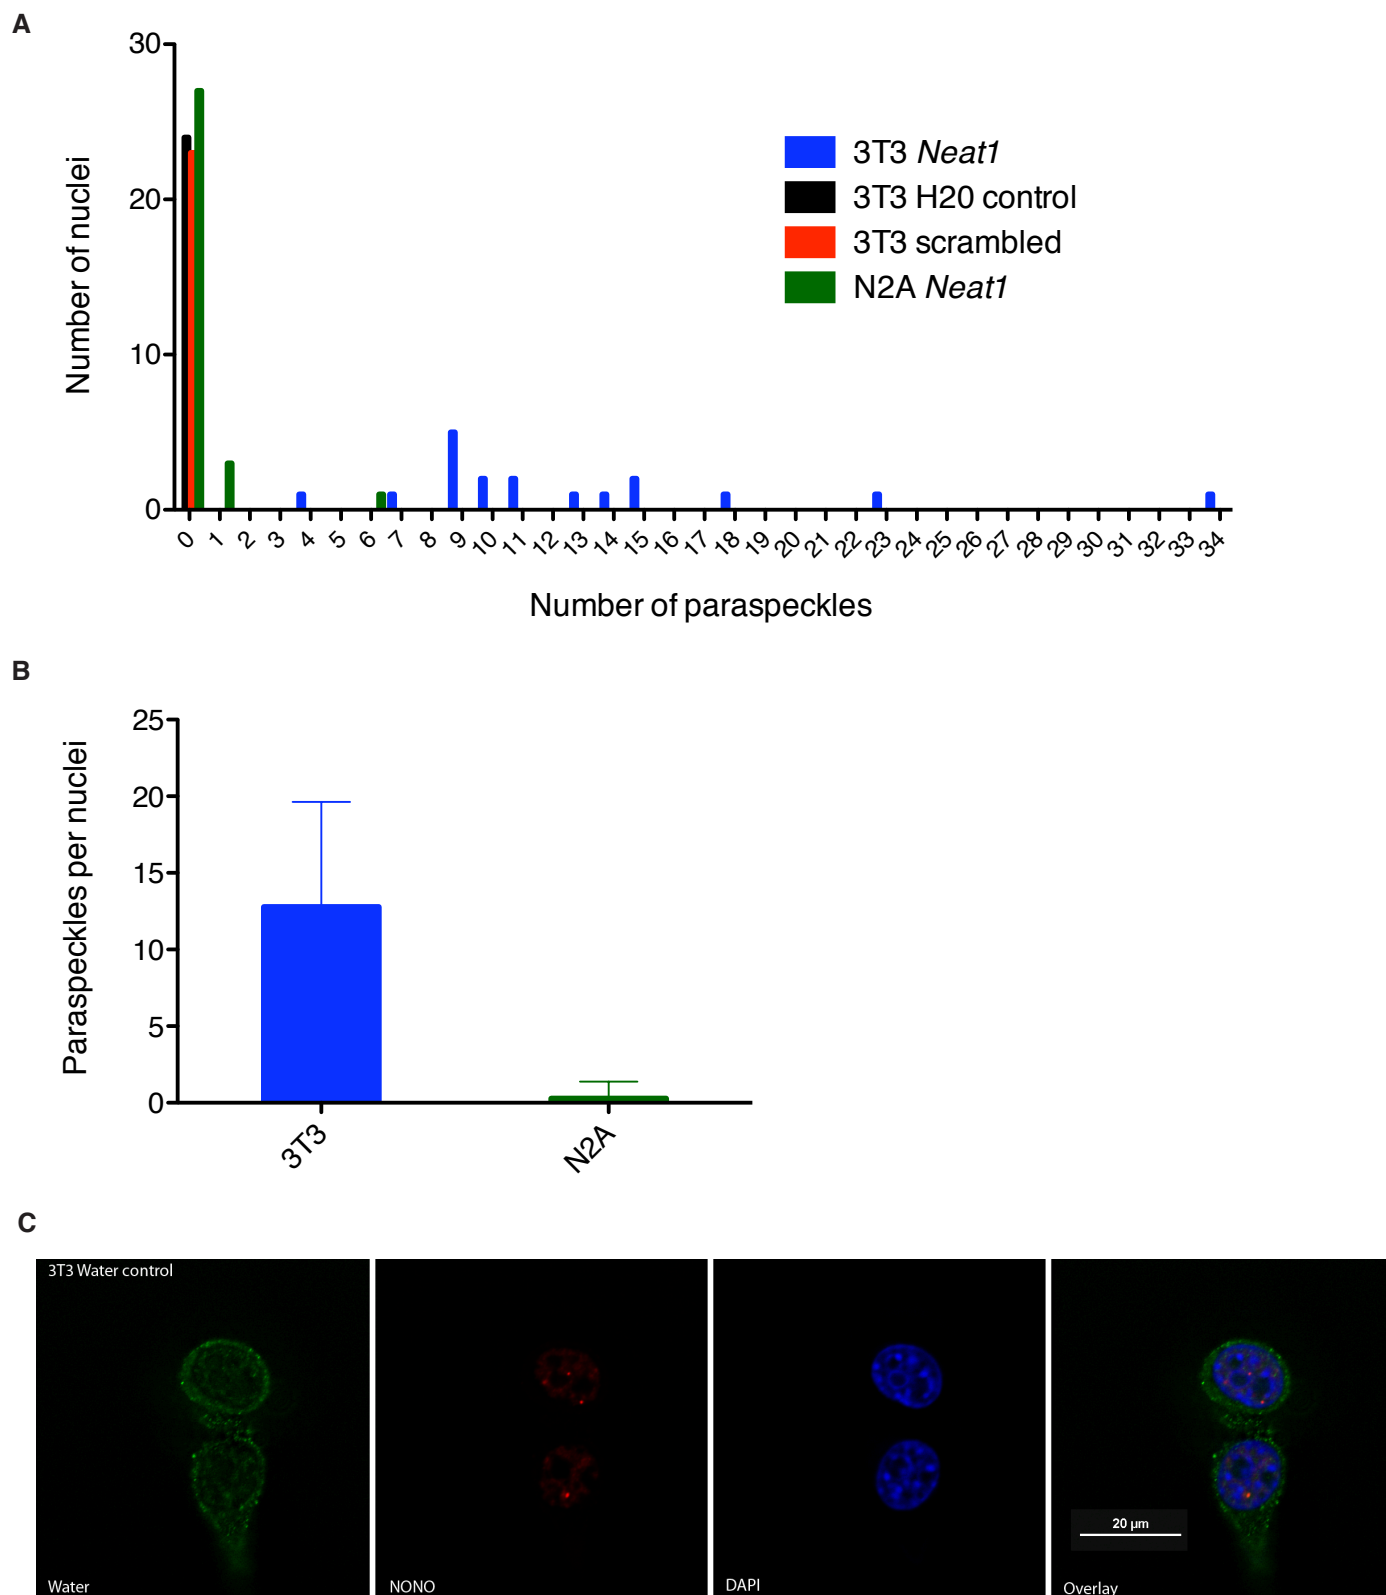 A
30
20
10
0
Number of nuclei
3T3 Neat1
3T3 H20 control
3T3 scrambled
N2A Neat1
0 1 2 3 4 5 6 7 8 9 10 11 12 13 14 15 16 17 18 19 20 21 22 23 24 25 26 27 28 29 30 31 32 33 34
Number of paraspeckles
B
25
20
15
10
5
0
Paraspeckles per nuclei
3T3 N2A
C
3T3 Water control
20 µm
Water NONO DAPI Overlay